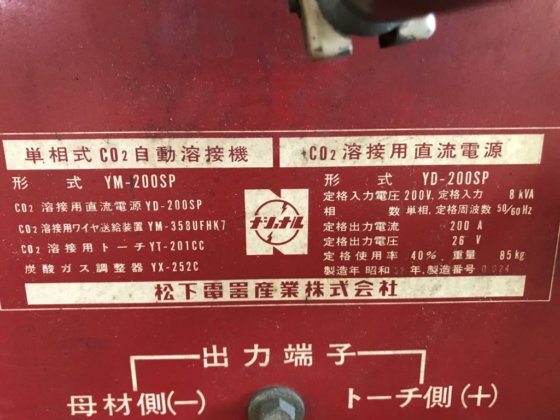 単相式CO2自動溶接機
形 式 YM-200SP
CO2 溶接用直流電源 YD-200SP
CO2 溶接用ワイヤ送給装置 YM-358UFHK7
CO2 溶接用トーチ YT-201CC
炭酸ガス調整器 YX-252C
ナショナル
CO2溶接用直流電源
形 式 YD-200SP
定格入力電圧 200V, 定格入力 8 kVA
相 数 単相, 定格周波数 50/60Hz
定格出力電流 200 A
定格出力電圧 26 V
定格使用率 40% 重量 85kg
製造年 昭和 年, 製造番号
松下電器産業株式会社
出力端子
母材側(−) トーチ側(+)